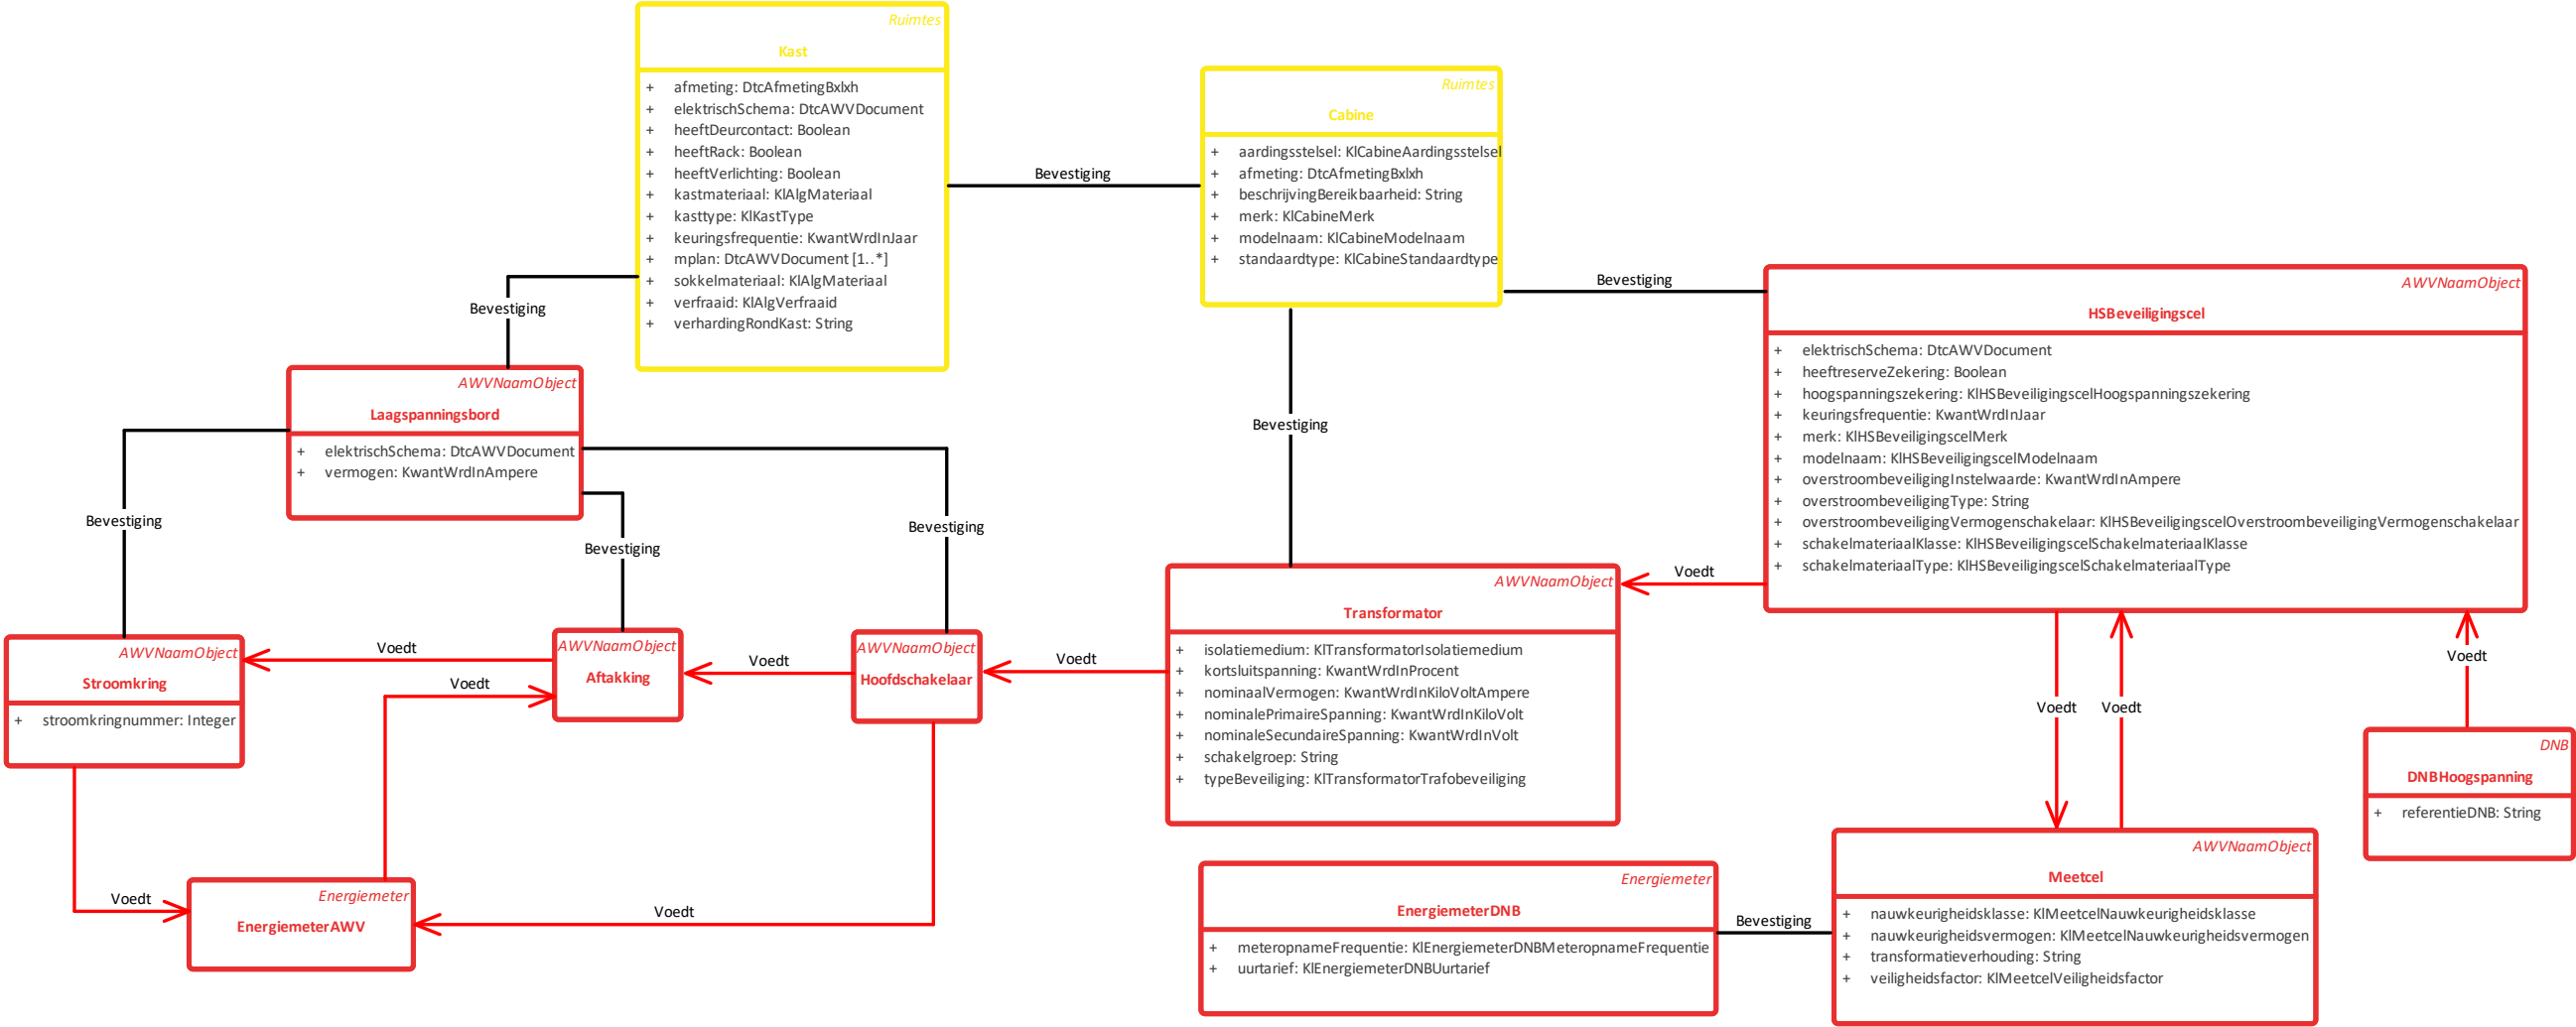 Ruimtes
Kast
+ afmeting: DtcAfmetingBxlxh
+ elektrischSchema: DtcAWVDocument
+ heeftDeurcontact: Boolean
+ heeftRack: Boolean
+ heeftVerlichting: Boolean
+ kastmateriaal: KlAlgMateriaal
+ kasttype: KlKastType
+ keuringsfrequentie: KwantWrdInJaar
+ mplan: DtcAWVDocument [1..*]
+ sokkelmateriaal: KlAlgMateriaal
+ verfraaid: KlAlgVerfraaid
+ verhardingRondKast: String
Bevestiging
Ruimtes
Cabine
+ aardingsstelsel: KlCabineAardingsstelsel
+ afmeting: DtcAfmetingBxlxh
+ beschrijvingBereikbaarheid: String
+ merk: KlCabineMerk
+ modelnaam: KlCabineModelnaam
+ standaardtype: KlCabineStandaardtype
Bevestiging
AWVNaamObject
HSBeveiligingscel
+ elektrischSchema: DtcAWVDocument
+ heeftreserveZekering: Boolean
+ hoogspanningszekering: KlHSBeveiligingscelHoogspanningszekering
+ keuringsfrequentie: KwantWrdInJaar
+ merk: KlHSBeveiligingscelMerk
+ modelnaam: KlHSBeveiligingscelModelnaam
+ overstroombeveiligingInstelwaarde: KwantWrdInAmpere
+ overstroombeveiligingType: String
+ overstroombeveiligingVermogenschakelaar: KlHSBeveiligingscelOverstroombeveiligingVermogenschakelaar
+ schakelmateriaalKlasse: KlHSBeveiligingscelSchakelmateriaalKlasse
+ schakelmateriaalType: KlHSBeveiligingscelSchakelmateriaalType
Bevestiging
AWVNaamObject
Laagspanningsbord
+ elektrischSchema: DtcAWVDocument
+ vermogen: KwantWrdInAmpere
Bevestiging
Bevestiging
Bevestiging
Bevestiging
AWVNaamObject
Stroomkring
+ stroomkringnummer: Integer
Voedt
Voedt
AWVNaamObject
Aftakking
Voedt
AWVNaamObject
Hoofdschakelaar
Voedt
AWVNaamObject
Transformator
+ isolatiemedium: KlTransformatorIsolatiemedium
+ kortsluitspanning: KwantWrdInProcent
+ nominaalVermogen: KwantWrdInKiloVoltAmpere
+ nominalePrimaireSpanning: KwantWrdInKiloVolt
+ nominaleSecundaireSpanning: KwantWrdInVolt
+ schakelgroep: String
+ typeBeveiliging: KlTransformatorTrafobeveiliging
Voedt
Voedt
Voedt
Voedt
DNB
DNBHoogspanning
+ referentieDNB: String
Voedt
Energiemeter
EnergiemeterAWV
Voedt
Energiemeter
EnergiemeterDNB
+ meteropnameFrequentie: KlEnergiemeterDNBMeteropnameFrequentie
+ uurtarief: KlEnergiemeterDNBUurtarief
Bevestiging
AWVNaamObject
Meetcel
+ nauwkeurigheidsklasse: KlMeetcelNauwkeurigheidsklasse
+ nauwkeurigheidsvermogen: KlMeetcelNauwkeurigheidsvermogen
+ transformatieverhouding: String
+ veiligheidsfactor: KlMeetcelVeiligheidsfactor